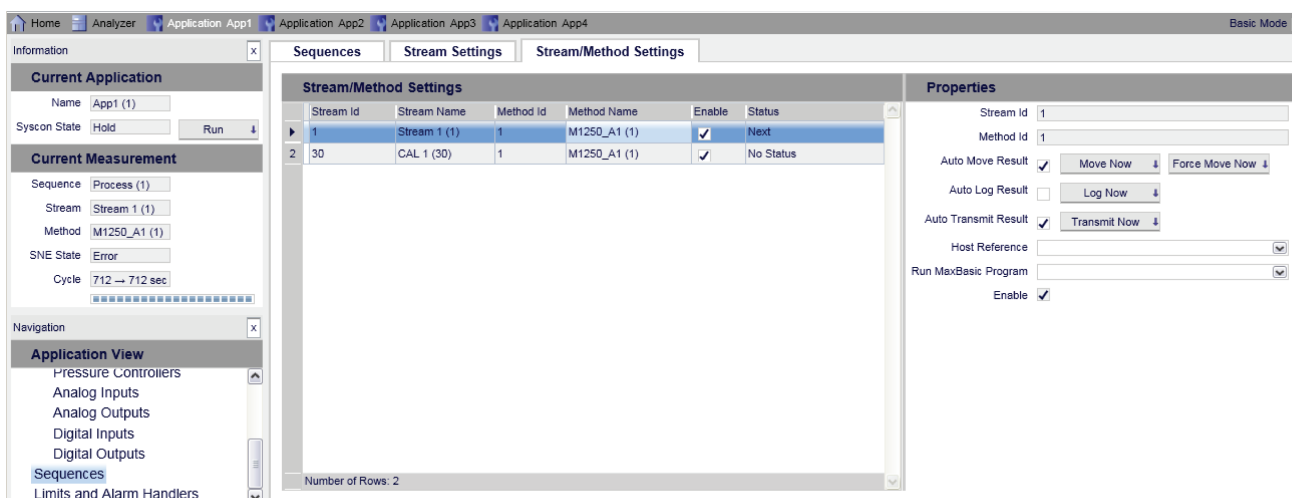 Home Analyzer Application App1 Application App2 Application App3 Application App4 Basic Mode
Information x
Current Application
Name App1 (1)
Syscon State Hold Run
Current Measurement
Sequence Process (1)
Stream Stream 1 (1)
Method M1250_A1 (1)
SNE State Error
Cycle 712 → 712 sec
Navigation x
Application View
Pressure Controllers
Analog Inputs
Analog Outputs
Digital Inputs
Digital Outputs
Sequences
Limits and Alarm Handlers
Sequences Stream Settings Stream/Method Settings
Stream/Method Settings
Stream Id Stream Name Method Id Method Name Enable Status
1 Stream 1 (1) 1 M1250_A1 (1) Next
2 30 CAL 1 (30) 1 M1250_A1 (1) No Status
Number of Rows: 2
Properties
Stream Id 1
Method Id 1
Auto Move Result Move Now Force Move Now
Auto Log Result Log Now
Auto Transmit Result Transmit Now
Host Reference
Run MaxBasic Program
Enable